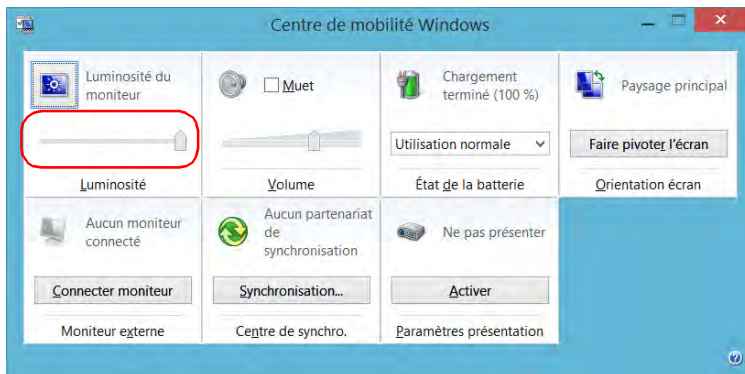 Centre de mobilité Windows
Luminosité du
moniteur
Luminosité
Muet
Volume
Chargement
terminé (100 %)
Utilisation normale
État de la batterie
Paysage principal
Faire pivoter l'écran
Orientation écran
Aucun moniteur
connecté
Connecter moniteur
Moniteur externe
Aucun partenariat
de
synchronisation
Synchronisation...
Centre de synchro.
Ne pas présenter
Activer
Paramètres présentation